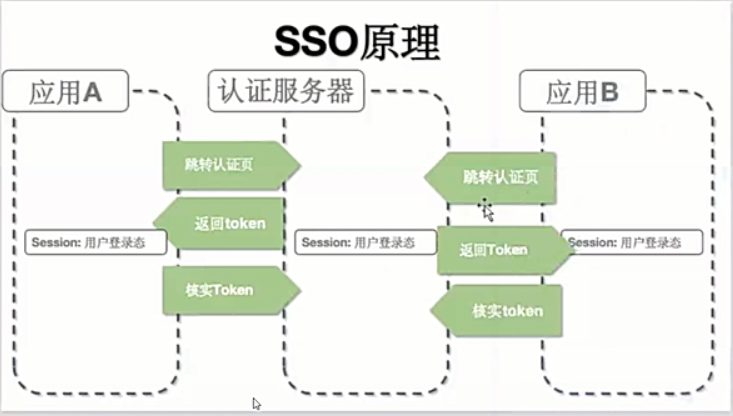 SSO原理
应用A
认证服务器
应用B
跳转认证页
跳转认证页
返回token
Session: 用户登录态
Session: 用户登录态
返回Token
Session: 用户登录态
核实Token
核实token